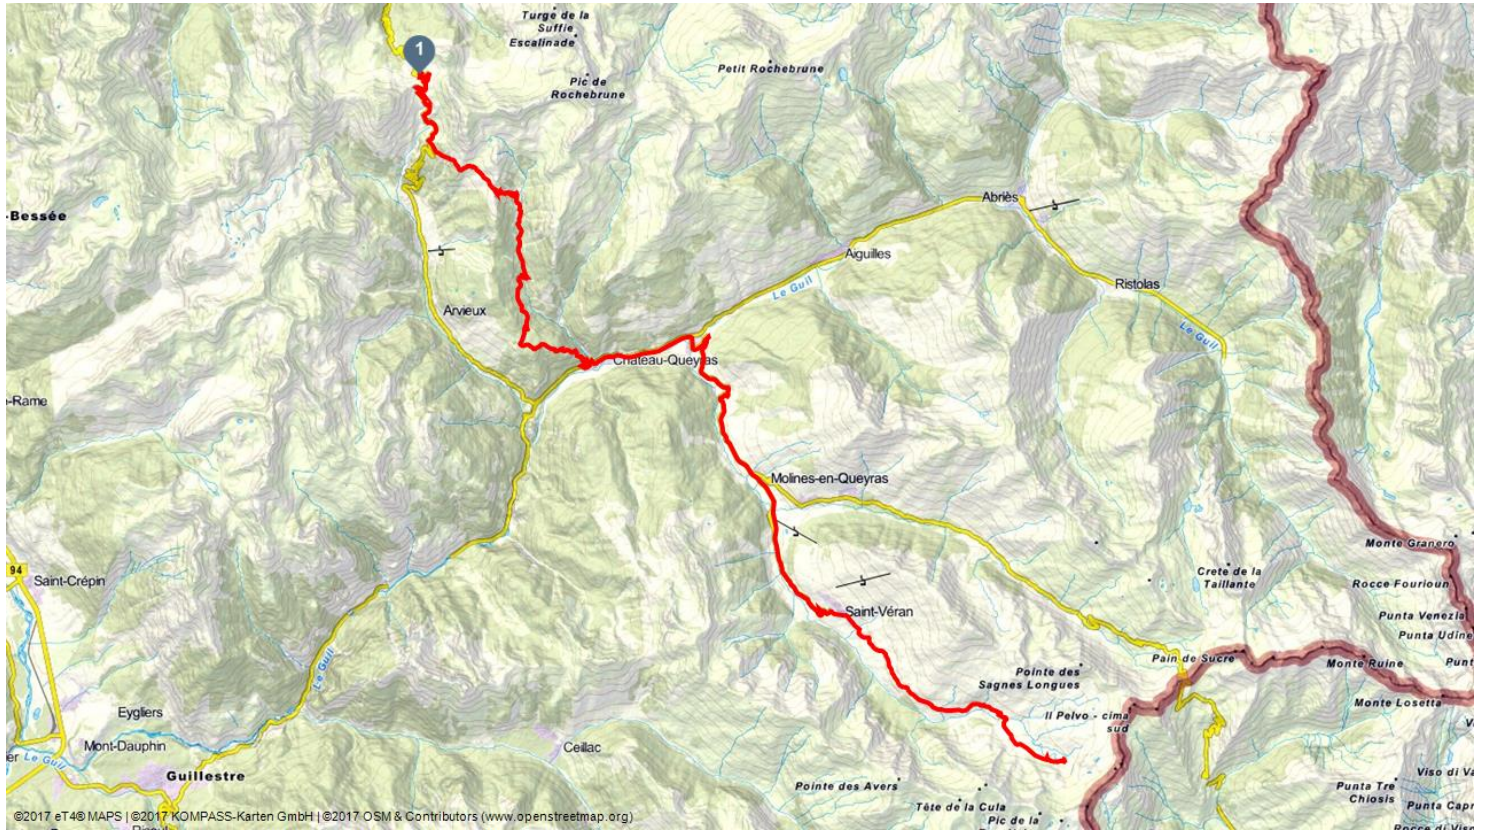 Turge de la
Suffie
Escalinade
1
Pic de
Rochebrune
Petit Rochebrune
Abriès
-Bessée
Aiguilles
Ristolas
Le Guil
Arvieux
Le Guil
Château-Queyras
-Rame
Molines-en-Queyras
Monte Granero
94
Saint-Crépin
Crete de la
Taillante
Rocce Fourioun
Saint-Véran
Punta Venezia
Punta Udine
Le Guil
Pain de Sucre
Monte Ruine
Punt
Pointe des
Sagnes Longues
Monte Losetta
Eygliers
Il Pelvo - cima
sud
Mont-Dauphin
Ceillac
er
Le Guil
Guillestre
Viso di Va
Pointe des Avers
Punta Tre
Chiosis
Tête de la Cula
Punta Capr
Pic de la
©2017 eT4® MAPS | ©2017 KOMPASS-Karten GmbH | ©2017 OSM & Contributors (www.openstreetmap.org)